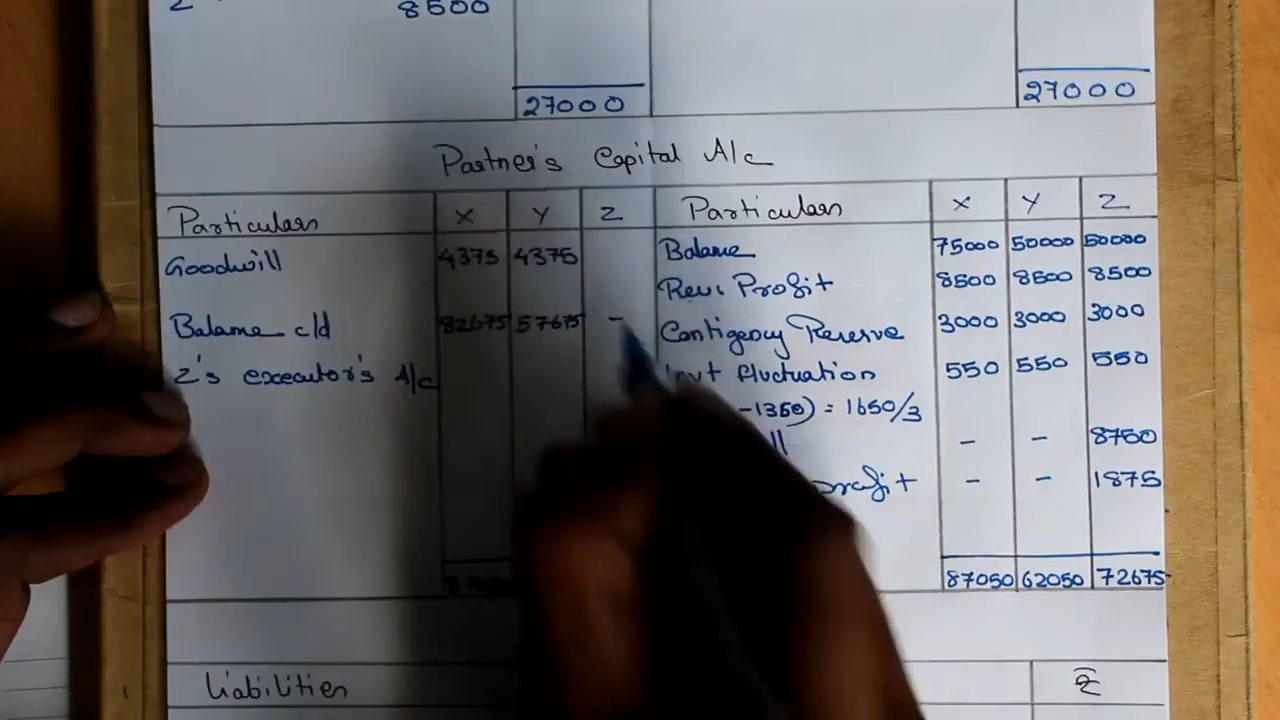 8500
27000 27000
Partner's Capital A/c
Particulars X Y Z Particulars X Y Z
Goodwill 4375 4375 Balance 75000 50000 50000
Rev. Profit 8500 8500 8500
Balance c/d 82675 57675 - Contigency Reserve 3000 3000 3000
Z's executor's A/c fluctuation 550 550 550
-1350) = 1650/3
- - 8750
profit - - 1875
87050 62050 72675
Liabilities ₹